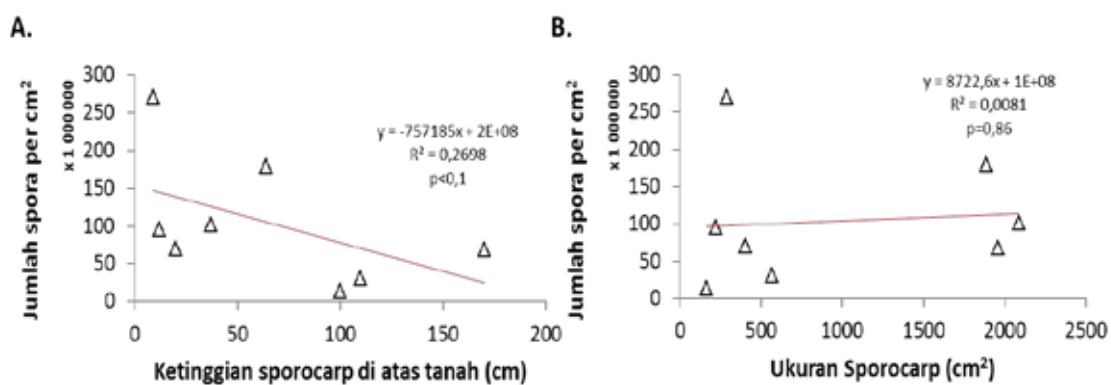 A.
Jumlah spora per cm²
x 1 000 000
300
250
200
150
100
50
0
y = -757185x + 2E+08
R² = 0,2698
p<0,1
0 50 100 150 200
Ketinggian sporocarp di atas tanah (cm)
B.
Jumlah spora per cm²
x 1 000 000
300
250
200
150
100
50
0
y = 8722,6x + 1E+08
R² = 0,0081
p=0,86
0 500 1000 1500 2000 2500
Ukuran Sporocarp (cm²)